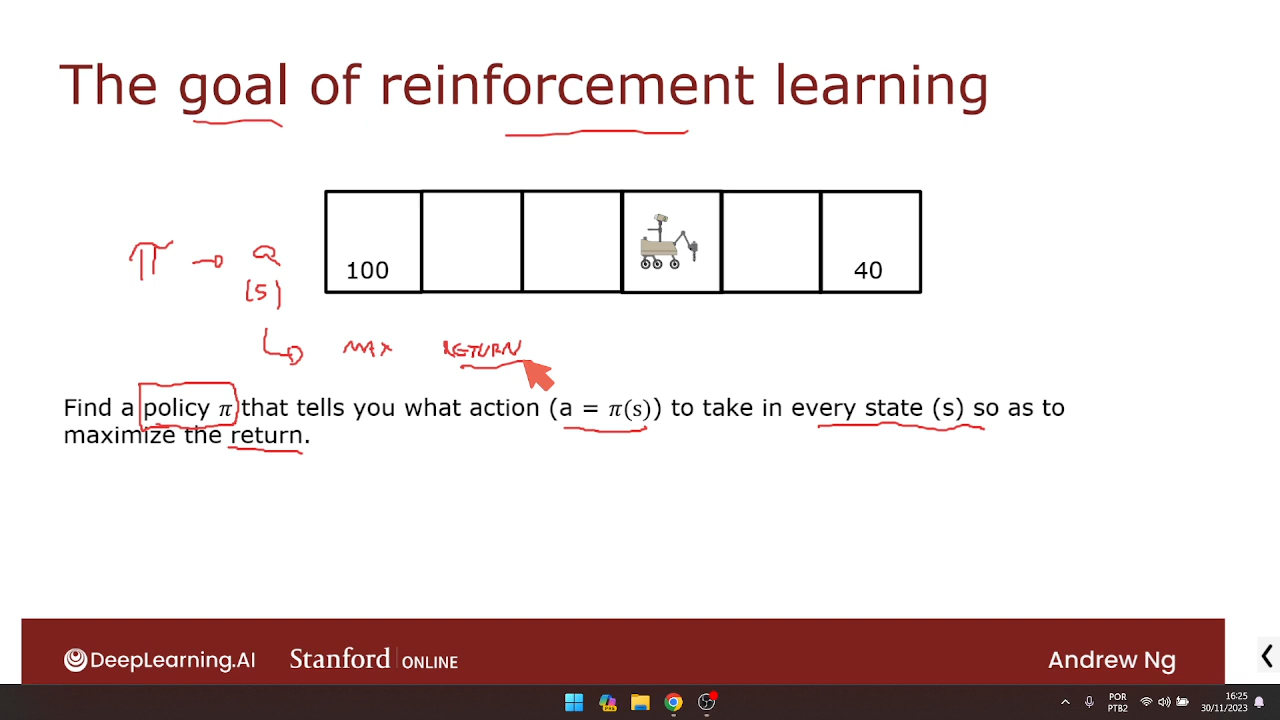 The goal of reinforcement learning
π → a
(s)
100
40
MAX RETURN
Find a policy π that tells you what action (a = π(s)) to take in every state (s) so as to
maximize the return.
DeepLearning.AI
Stanford | ONLINE
Andrew Ng
POR
PTB2
16:25
30/11/2023